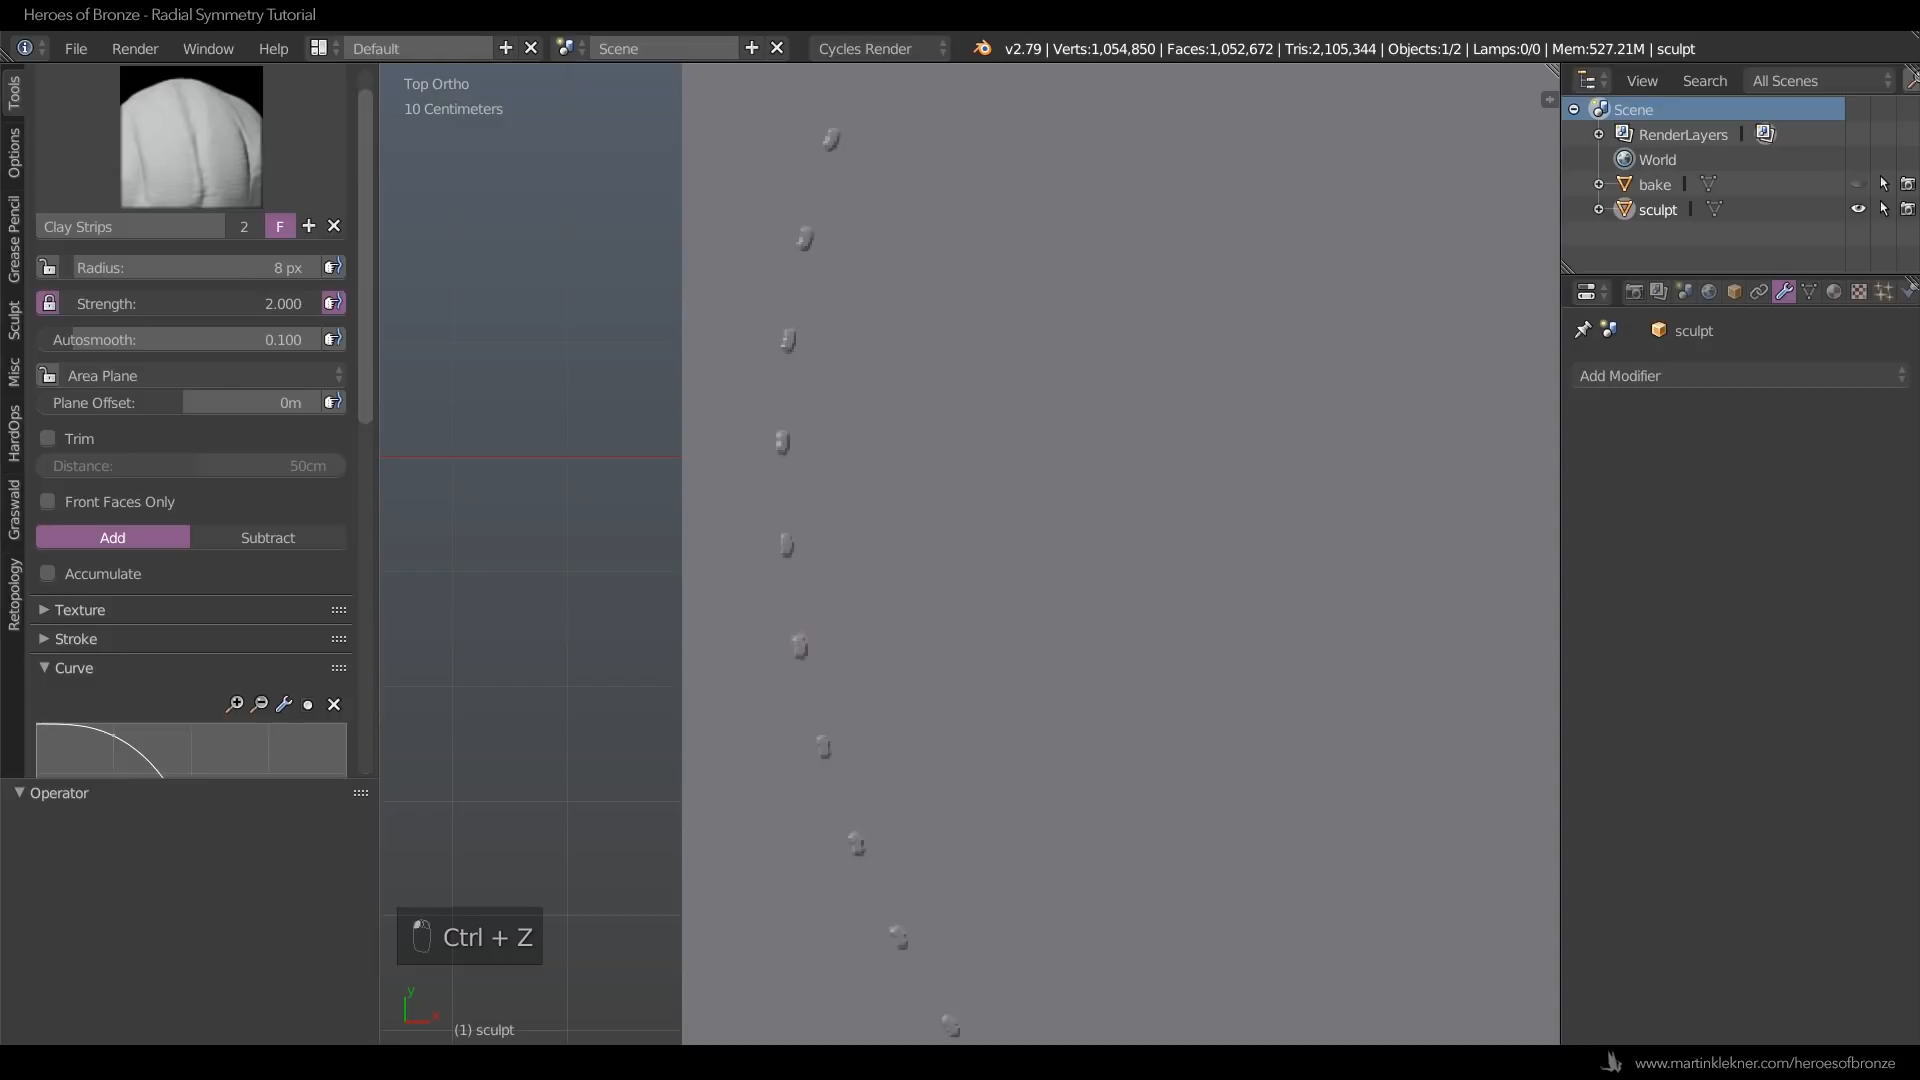 Heroes of Bronze - Radial Symmetry Tutorial
File Render Window Help Default Scene Cycles Render v2.79 | Verts:1,054,850 | Faces:1,052,672 | Tris:2,105,344 | Objects:1/2 | Lamps:0/0 | Mem:527.21M | sculpt
Tools
Options
Grease Pencil
Sculpt
Misc
HardOps
Graswald
Retopology
Clay Strips 2 F
Radius: 8 px
Strength: 2.000
Autosmooth: 0.100
Area Plane
Plane Offset: 0m
Trim
Distance: 50cm
Front Faces Only
Add Subtract
Accumulate
Texture
Stroke
Curve
Operator
Top Ortho
10 Centimeters
Ctrl + Z
y
x
(1) sculpt
View Search All Scenes
Scene
RenderLayers
World
bake
sculpt
sculpt
Add Modifier
www.martinklekner.com/heroesofbronze